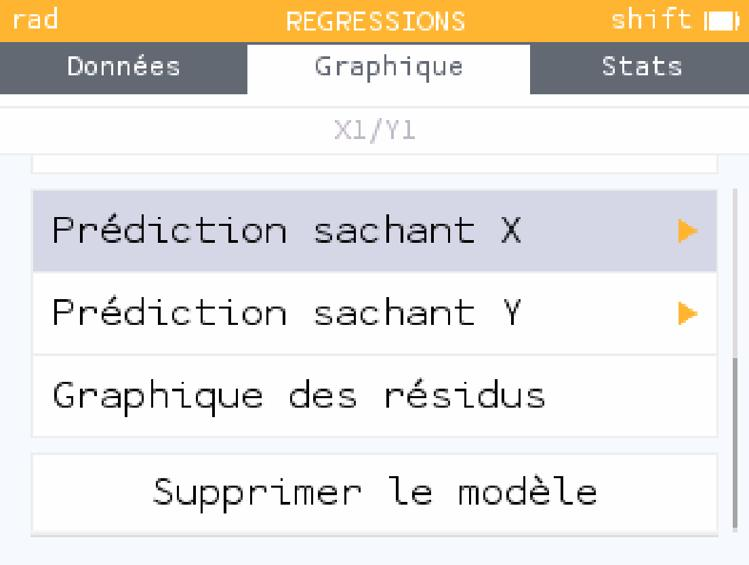 rad REGRESSIONS shift
Données Graphique Stats
X1/Y1
Prédiction sachant X
Prédiction sachant Y
Graphique des résidus
Supprimer le modèle